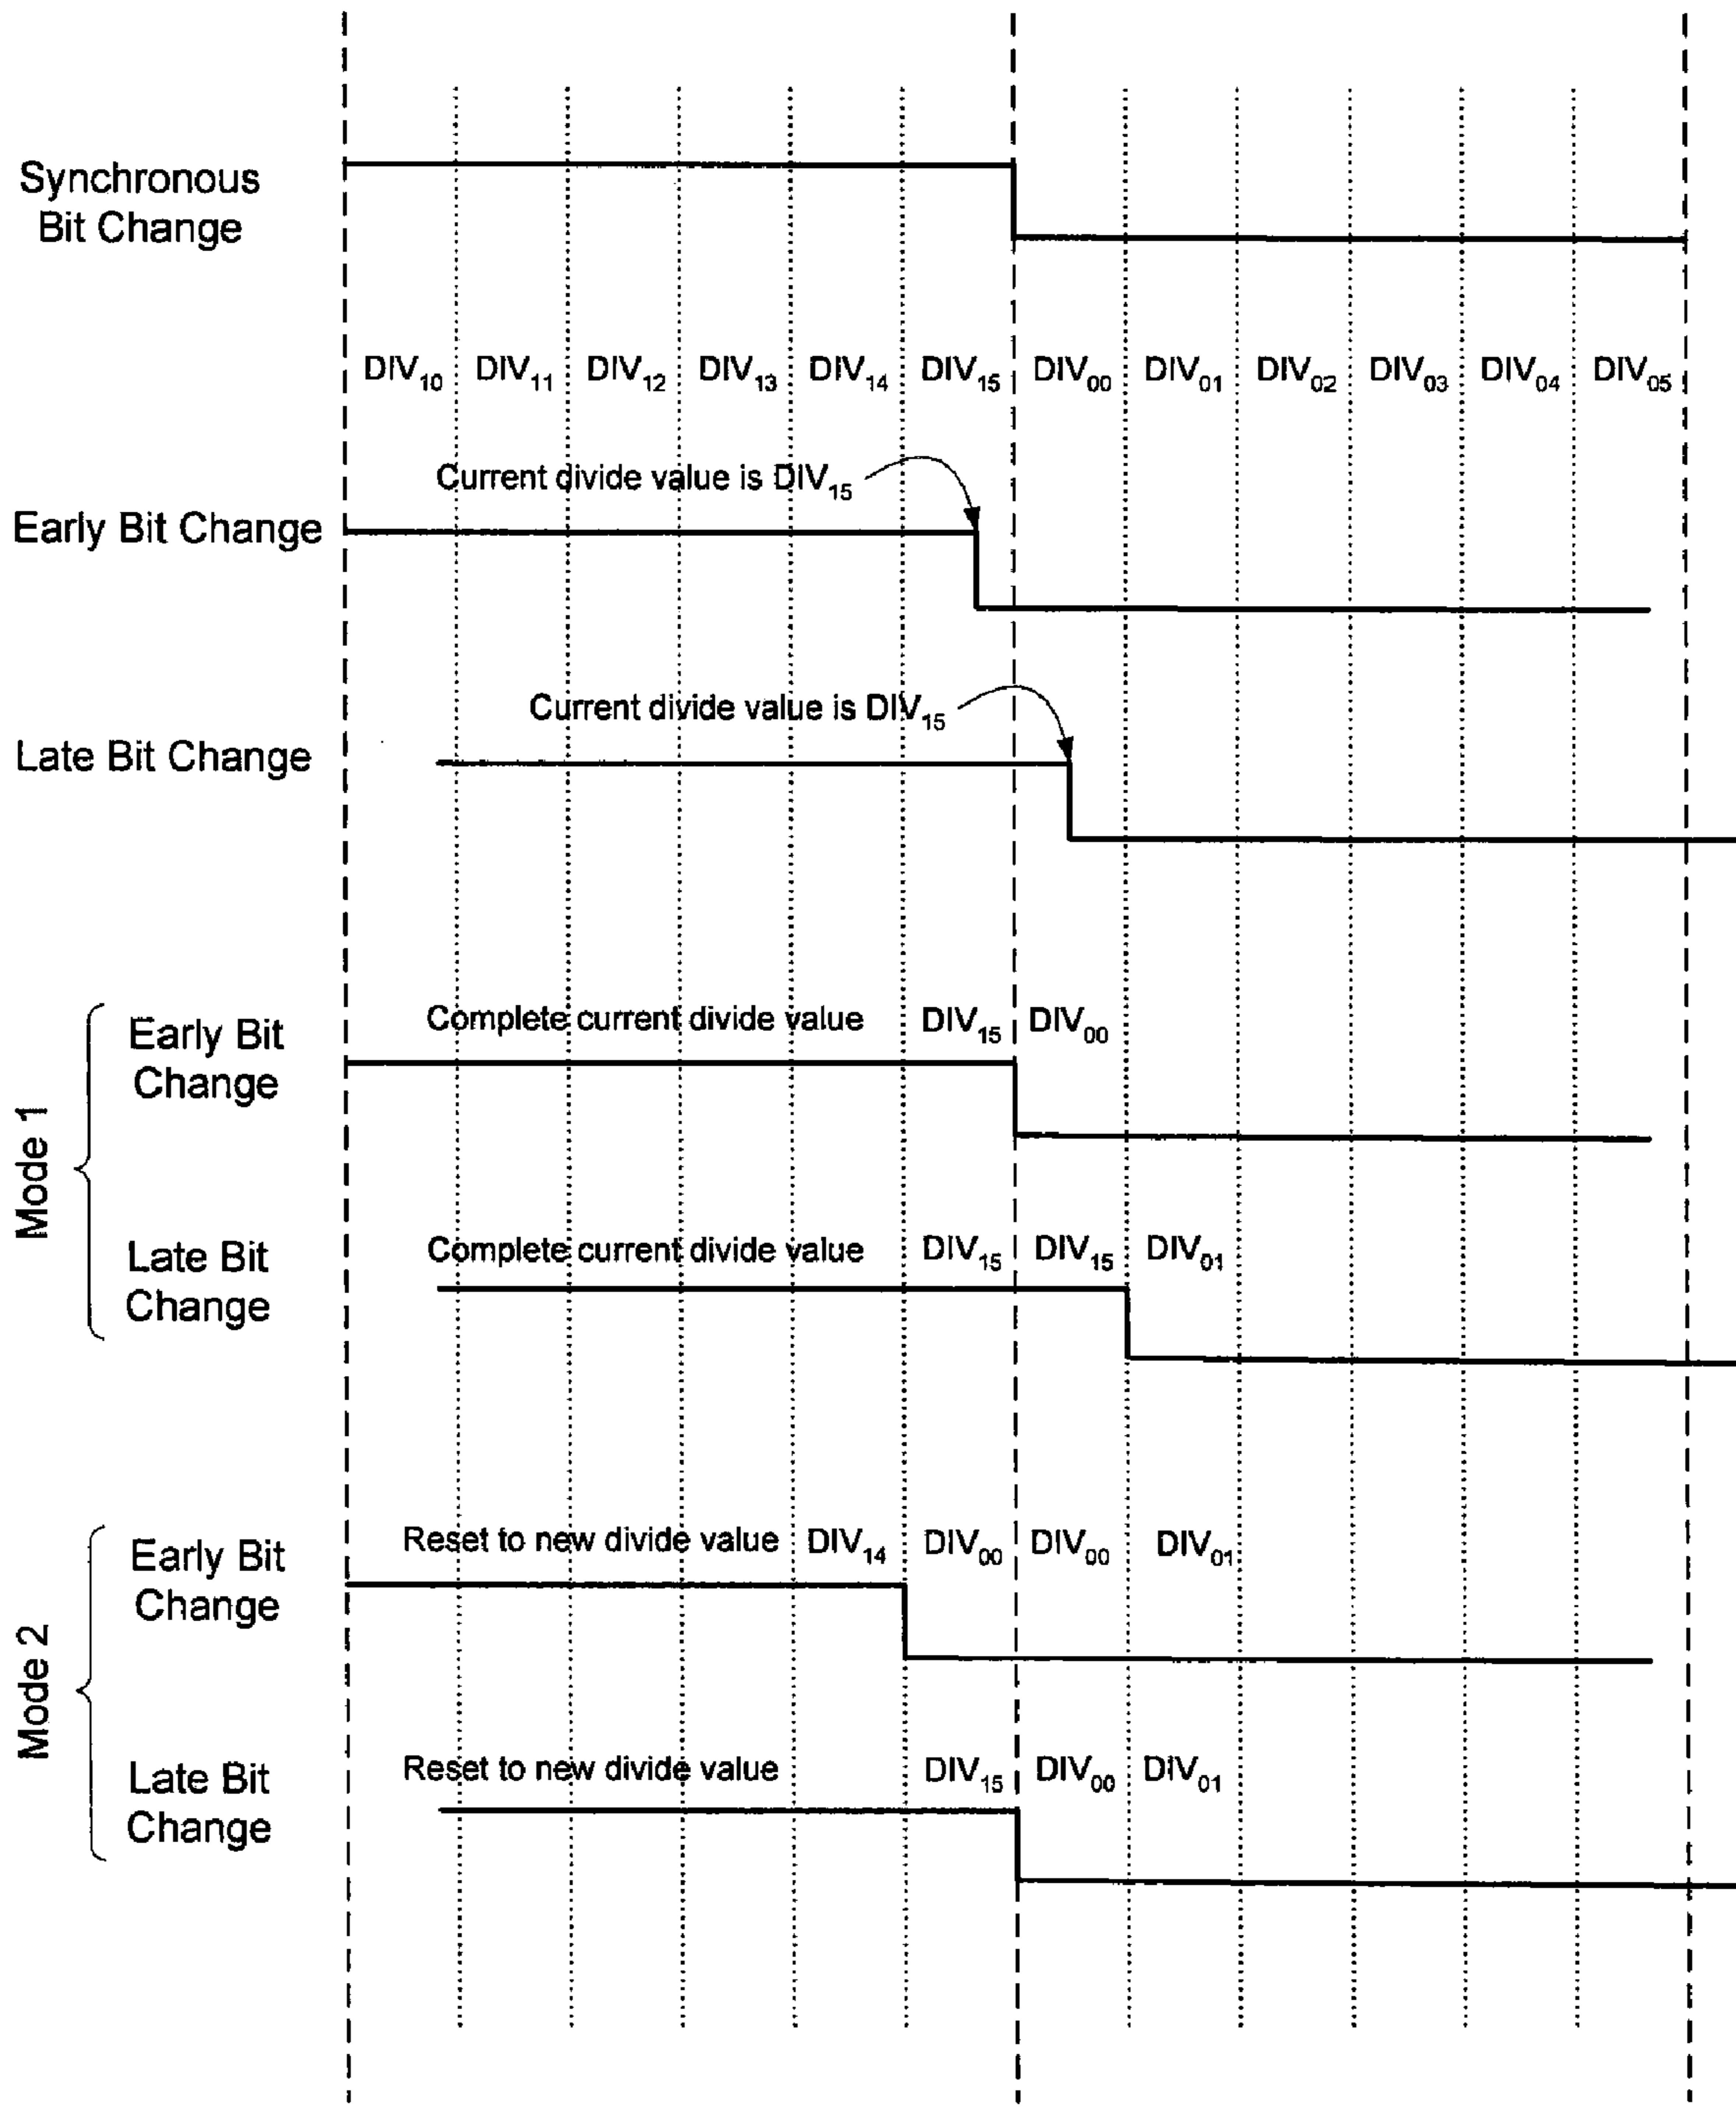 Synchronous
Bit Change
DIV10 DIV11 DIV12 DIV13 DIV14 DIV15 DIV00 DIV01 DIV02 DIV03 DIV04 DIV05
Current divide value is DIV15
Early Bit Change
Current divide value is DIV15
Late Bit Change
Mode 1
Early Bit
Change
Complete current divide value DIV15 DIV00
Late Bit
Change
Complete current divide value DIV15 DIV15 DIV01
Mode 2
Early Bit
Change
Reset to new divide value DIV14 DIV00 DIV00 DIV01
Late Bit
Change
Reset to new divide value DIV15 DIV00 DIV01